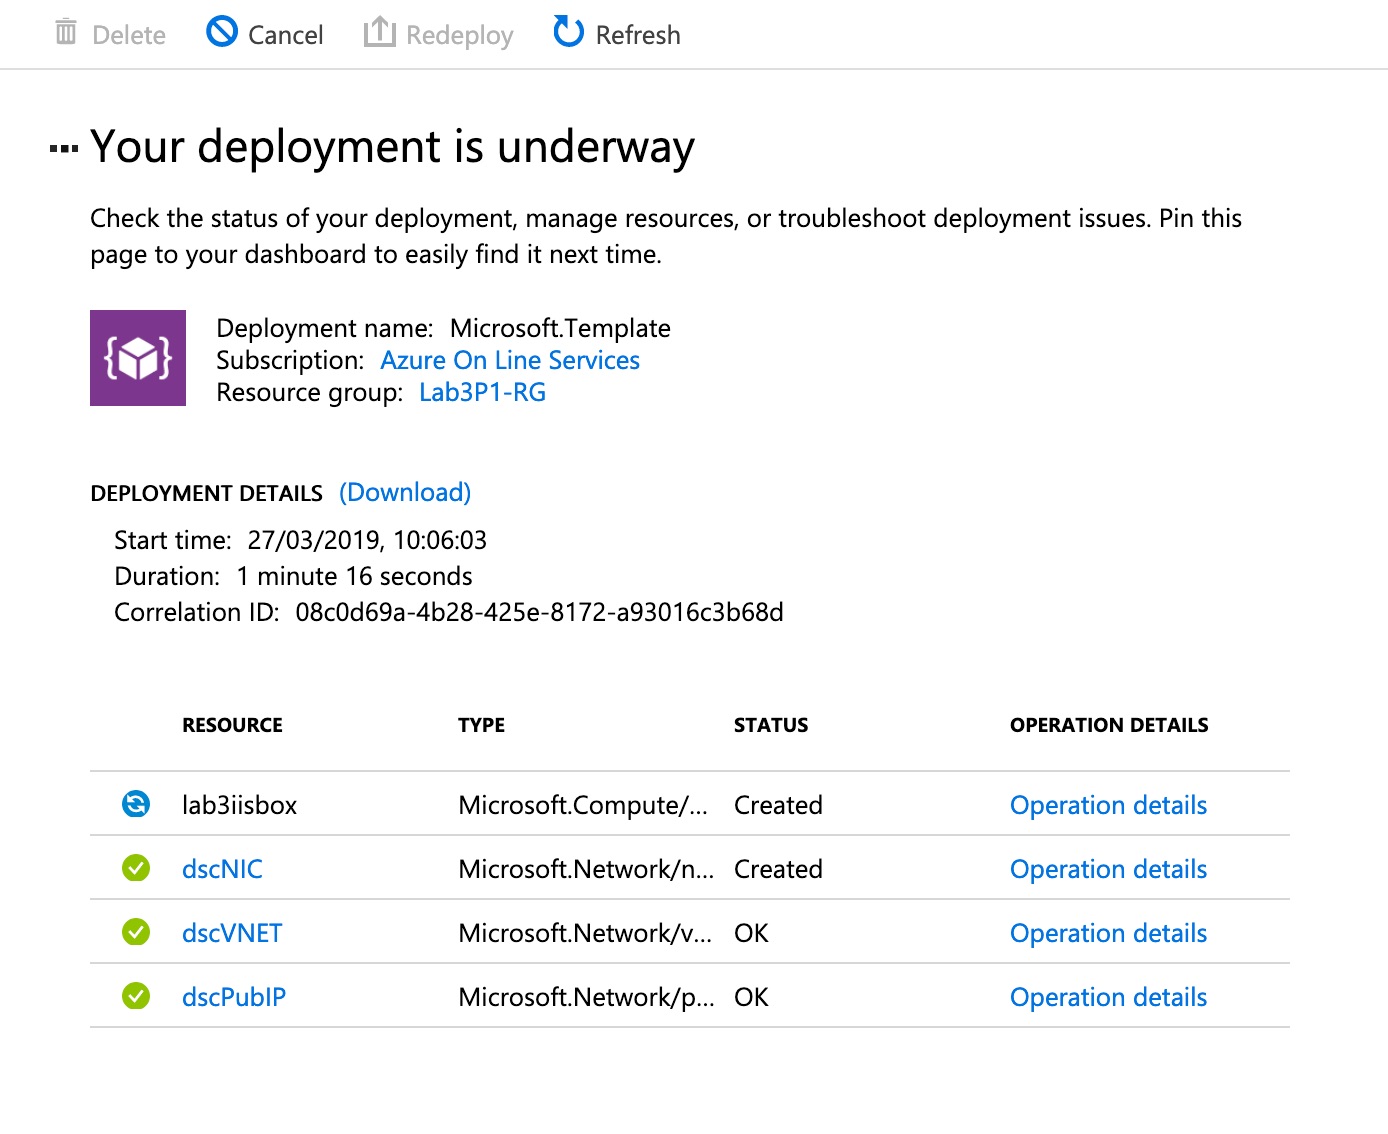 Delete Cancel Redeploy Refresh
Your deployment is underway
Check the status of your deployment, manage resources, or troubleshoot deployment issues. Pin this
page to your dashboard to easily find it next time.
Deployment name: Microsoft.Template
Subscription: Azure On Line Services
Resource group: Lab3P1-RG
DEPLOYMENT DETAILS (Download)
Start time: 27/03/2019, 10:06:03
Duration: 1 minute 16 seconds
Correlation ID: 08c0d69a-4b28-425e-8172-a93016c3b68d
RESOURCE TYPE STATUS OPERATION DETAILS
lab3iisbox Microsoft.Compute/... Created Operation details
dscNIC Microsoft.Network/n... Created Operation details
dscVNET Microsoft.Network/v... OK Operation details
dscPubIP Microsoft.Network/p... OK Operation details